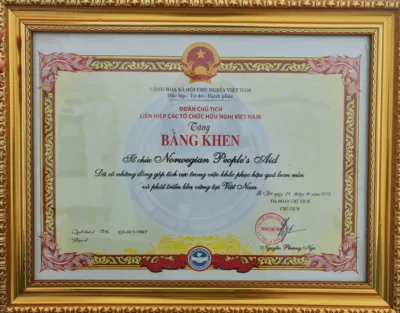 CỘNG HÒA XÃ HỘI CHỦ NGHĨA VIỆT NAM
Độc lập - Tự do - Hạnh phúc
ĐOÀN CHỦ TỊCH
LIÊN HIỆP CÁC TỔ CHỨC HỮU NGHỊ VIỆT NAM
Tặng
BẰNG KHEN
Tổ chức Norwegian People's Aid
Đã có những đóng góp tích cực trong việc khắc phục hậu quả bom mìn
và phát triển bền vững tại Việt Nam
TM. ĐOÀN CHỦ TỊCH
CHỦ TỊCH
QĐ-ĐCT-TĐKT
Nguyễn Phương Nga